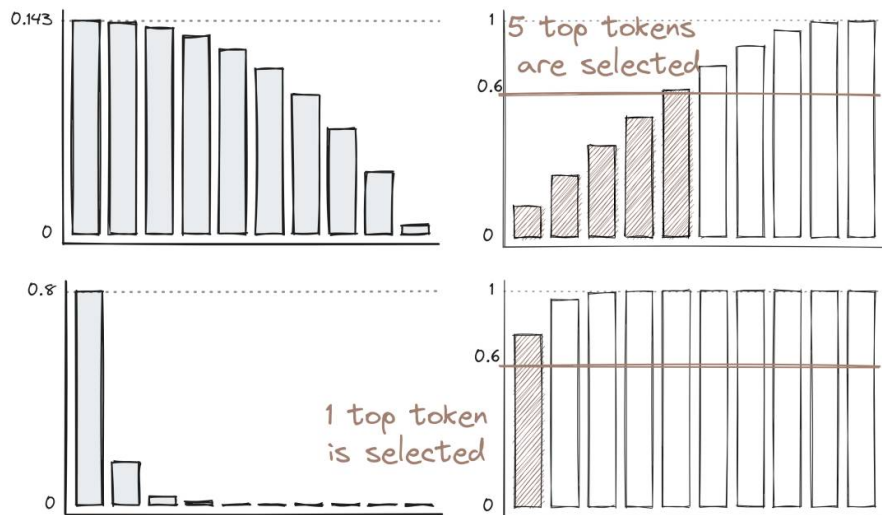 0.143
0
1
5 top tokens
are selected
0.6
0
0.8
0
1
0.6
1 top token
is selected
0